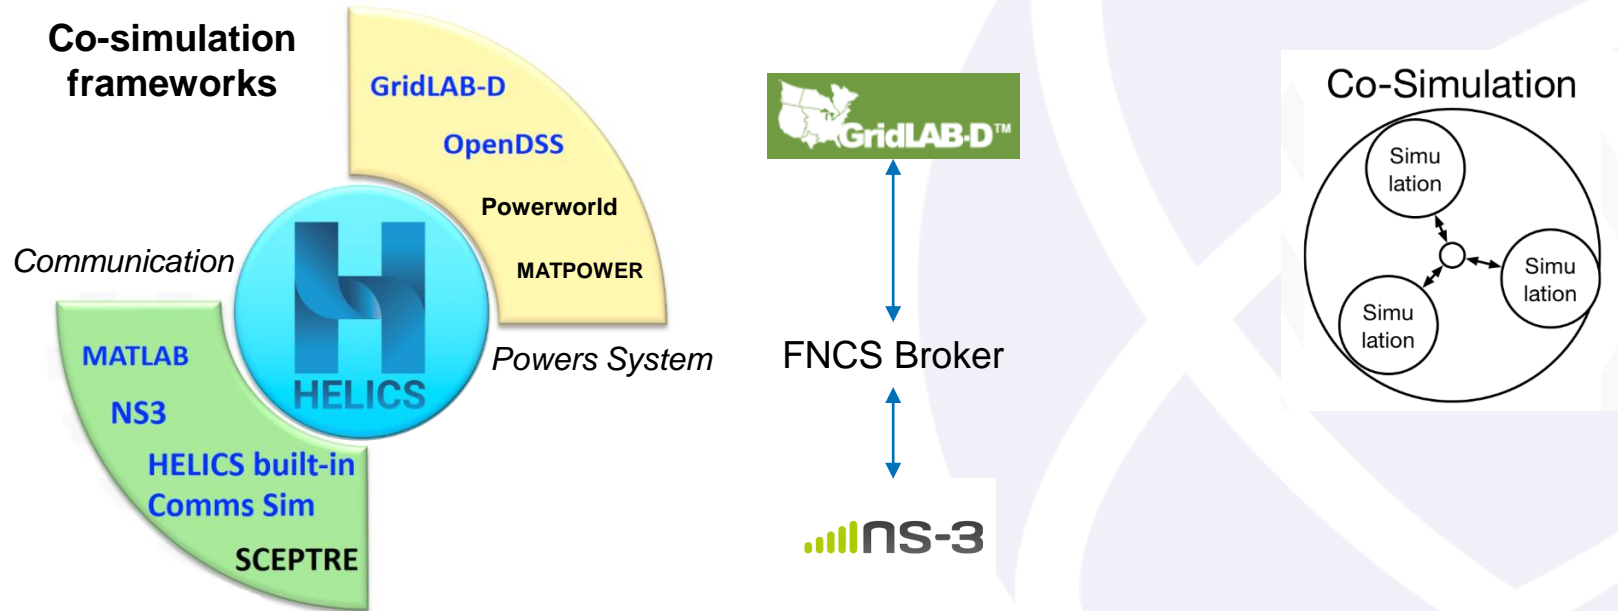 Co-simulation
frameworks
GridLAB-D
OpenDSS
Powerworld
MATPOWER
Communication
HELICS
Powers System
MATLAB
NS3
HELICS built-in
Comms Sim
SCEPTRE
GridLAB-D™
FNCS Broker
ns-3
Co-Simulation
Simu
lation
Simu
lation
Simu
lation